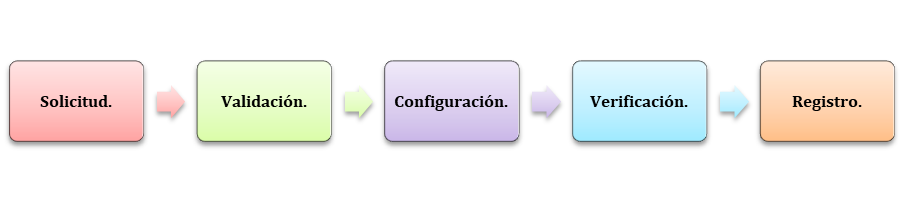 Solicitud.
Validación.
Configuración.
Verificación.
Registro.